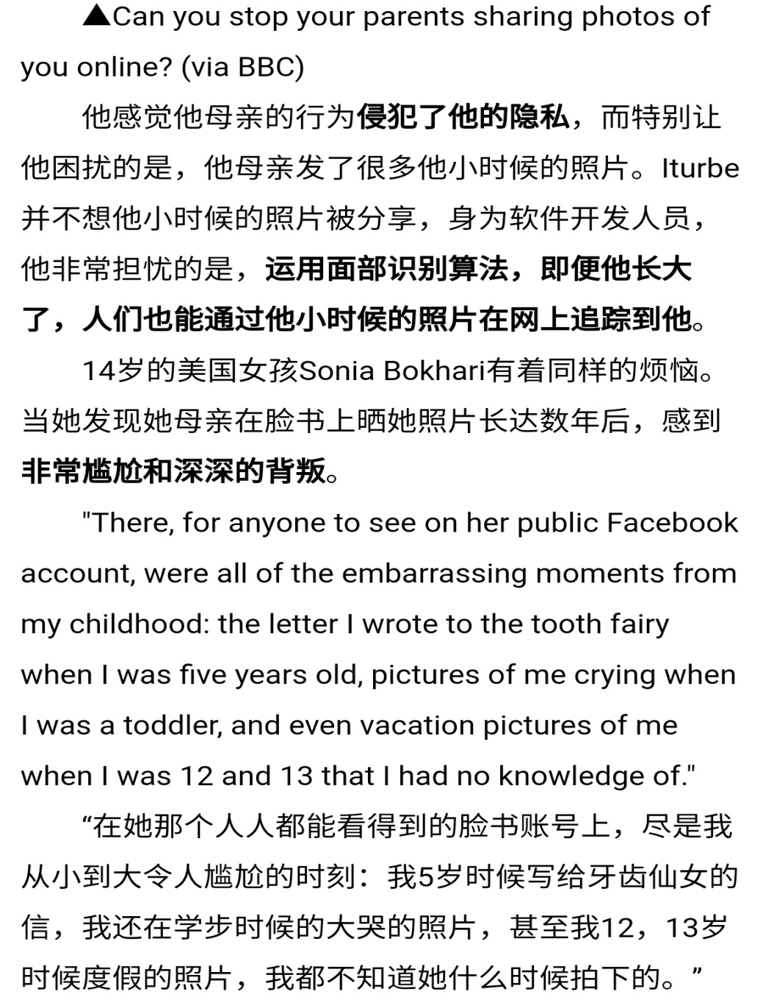 ▲Can you stop your parents sharing photos of
you online? (via BBC)
他感觉他母亲的行为侵犯了他的隐私，而特别让
他困扰的是，他母亲发了很多他小时候的照片。Iturbe
并不想他小时候的照片被分享，身为软件开发人员，
他非常担忧的是，运用面部识别算法，即便他长大
了，人们也能通过他小时候的照片在网上追踪到他。
14岁的美国女孩Sonia Bokhari有着同样的烦恼。
当她发现她母亲在脸书上晒她照片长达数年后，感到
非常尴尬和深深的背叛。
"There, for anyone to see on her public Facebook
account, were all of the embarrassing moments from
my childhood: the letter I wrote to the tooth fairy
when I was five years old, pictures of me crying when
I was a toddler, and even vacation pictures of me
when I was 12 and 13 that I had no knowledge of."
“在她那个人人都能看得到的脸书账号上，尽是我
从小到大令人尴尬的时刻：我5岁时候写给牙齿仙女的
信，我还在学步时候的大哭的照片，甚至我12，13岁
时候度假的照片，我都不知道她什么时候拍下的。”